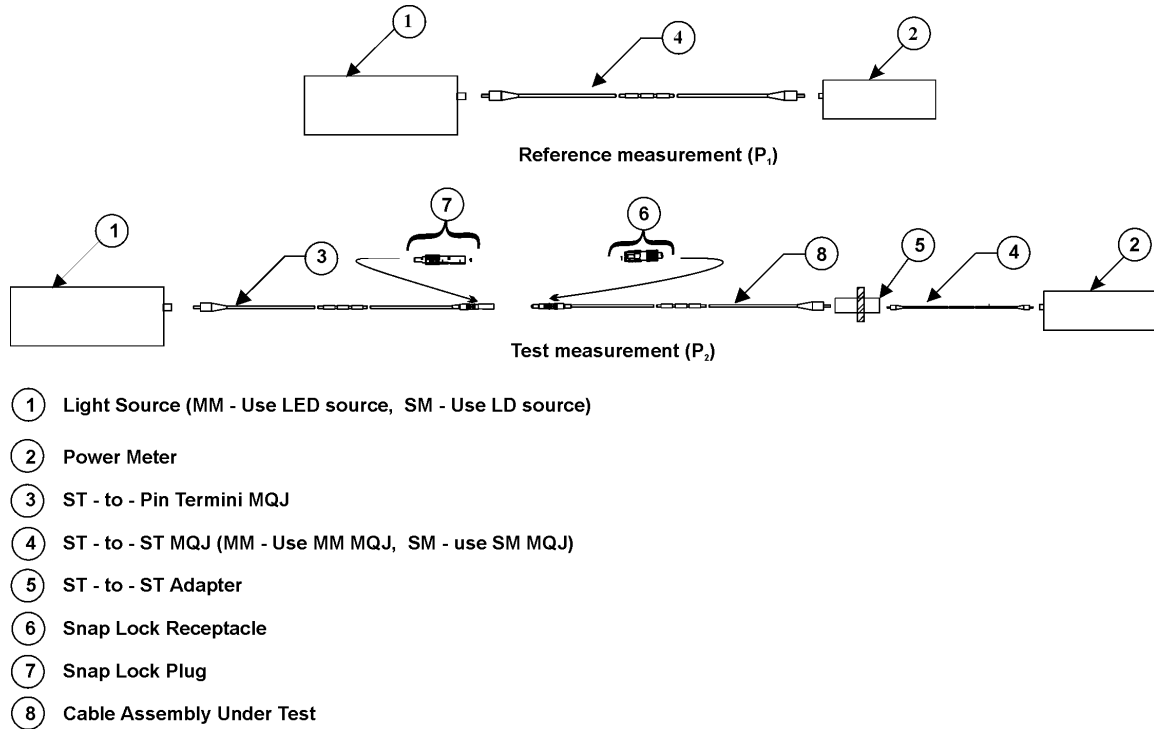 1
4
2
Reference measurement (P₁)
7
6
1
3
8
5
4
2
Test measurement (P₂)
1 Light Source (MM - Use LED source, SM - Use LD source)
2 Power Meter
3 ST - to - Pin Termini MQJ
4 ST - to - ST MQJ (MM - Use MM MQJ, SM - use SM MQJ)
5 ST - to - ST Adapter
6 Snap Lock Receptacle
7 Snap Lock Plug
8 Cable Assembly Under Test